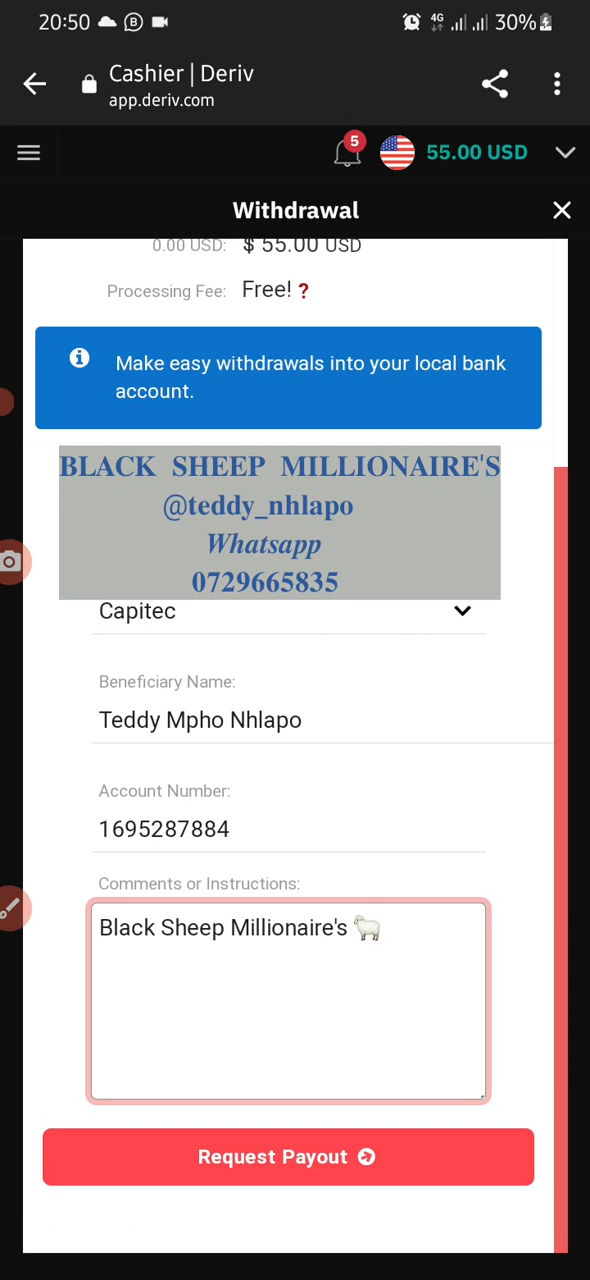 20:50
4G
30%
Cashier | Deriv
app.deriv.com
5
55.00 USD
Withdrawal
0.00 USD: $ 55.00 USD
Processing Fee: Free! ?
Make easy withdrawals into your local bank
account.
BLACK SHEEP MILLIONAIRE'S
@teddy_nhlapo
Whatsapp
0729665835
Capitec
Beneficiary Name:
Teddy Mpho Nhlapo
Account Number:
1695287884
Comments or Instructions:
Black Sheep Millionaire's 🐑
Request Payout